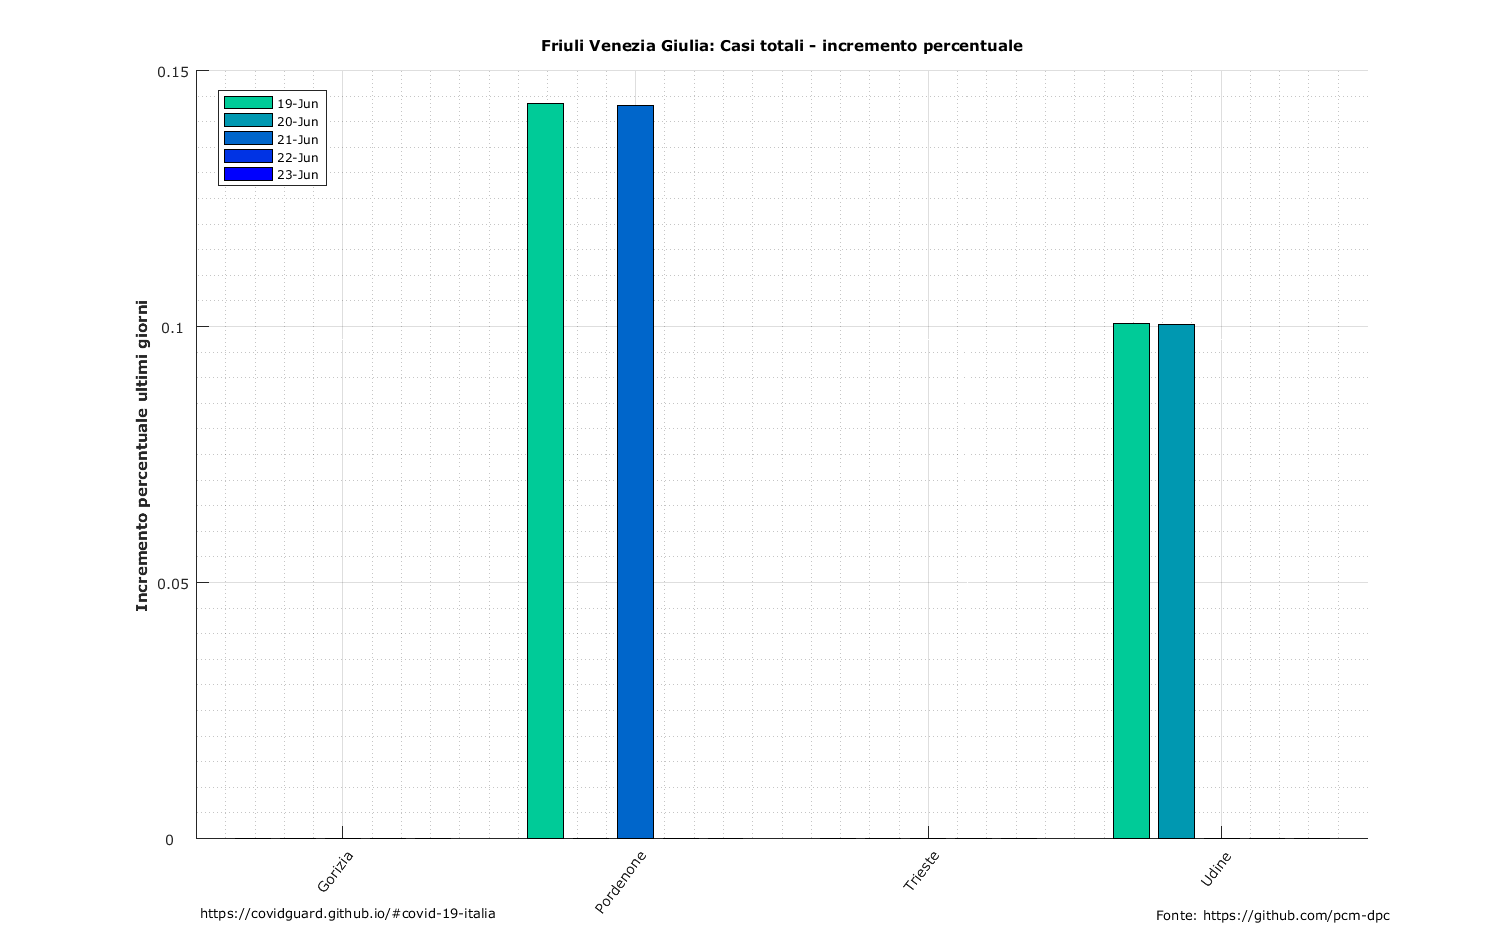 Friuli Venezia Giulia: Casi totali - incremento percentuale
0.15
0.1
0.05
0
Incremento percentuale ultimi giorni
19-Jun
20-Jun
21-Jun
22-Jun
23-Jun
Gorizia
Pordenone
Trieste
Udine
https://covidguard.github.io/#covid-19-italia
Fonte: https://github.com/pcm-dpc